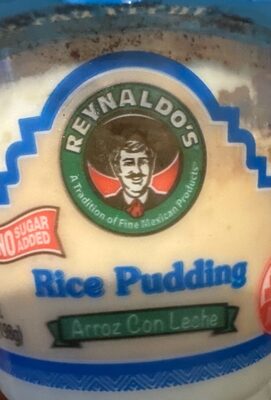 REYNALDO'S
A Tradition of Fine Mexican Products
NO SUGAR
ADDED
Rice Pudding
Arroz Con Leche